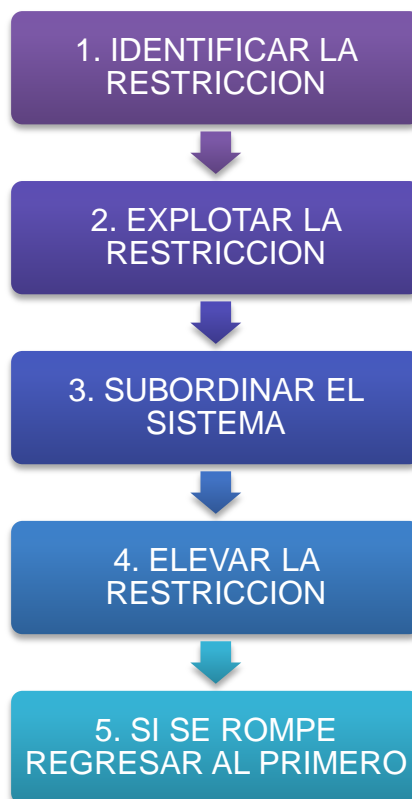 1. IDENTIFICAR LA
RESTRICCION
2. EXPLOTAR LA
RESTRICCION
3. SUBORDINAR EL
SISTEMA
4. ELEVAR LA
RESTRICCION
5. SI SE ROMPE
REGRESAR AL PRIMERO